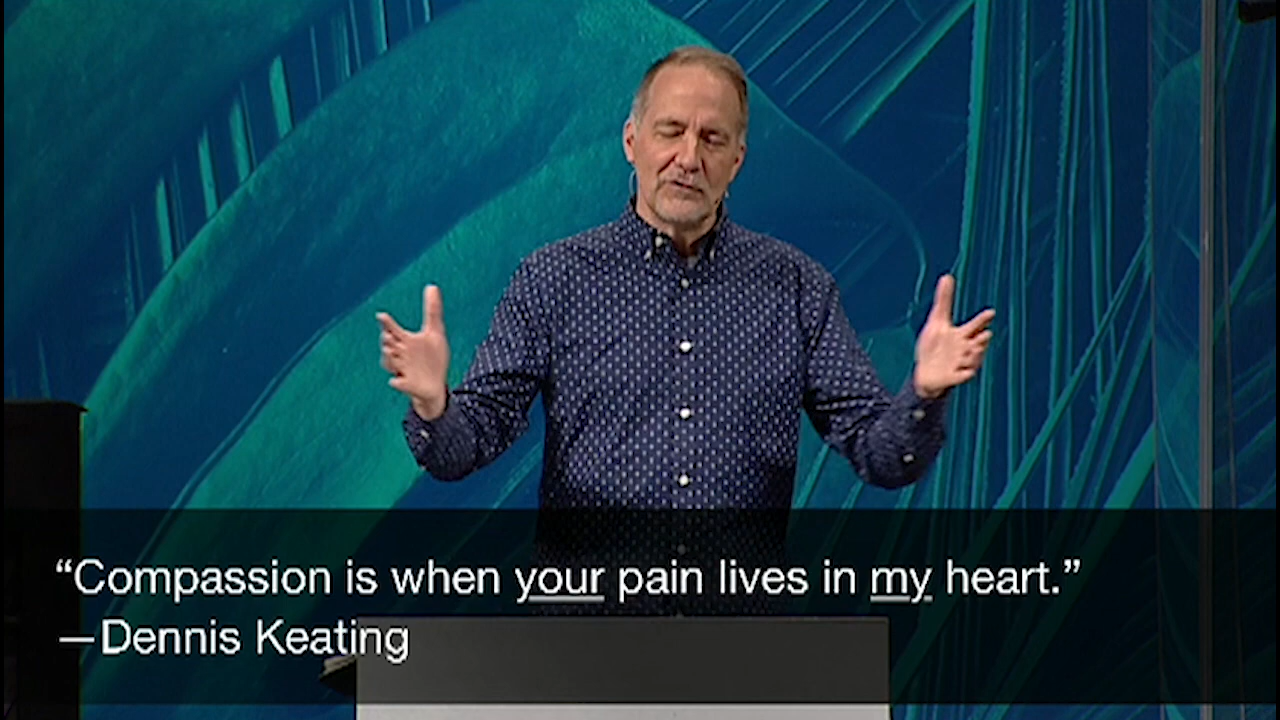 “Compassion is when your pain lives in my heart.”
—Dennis Keating